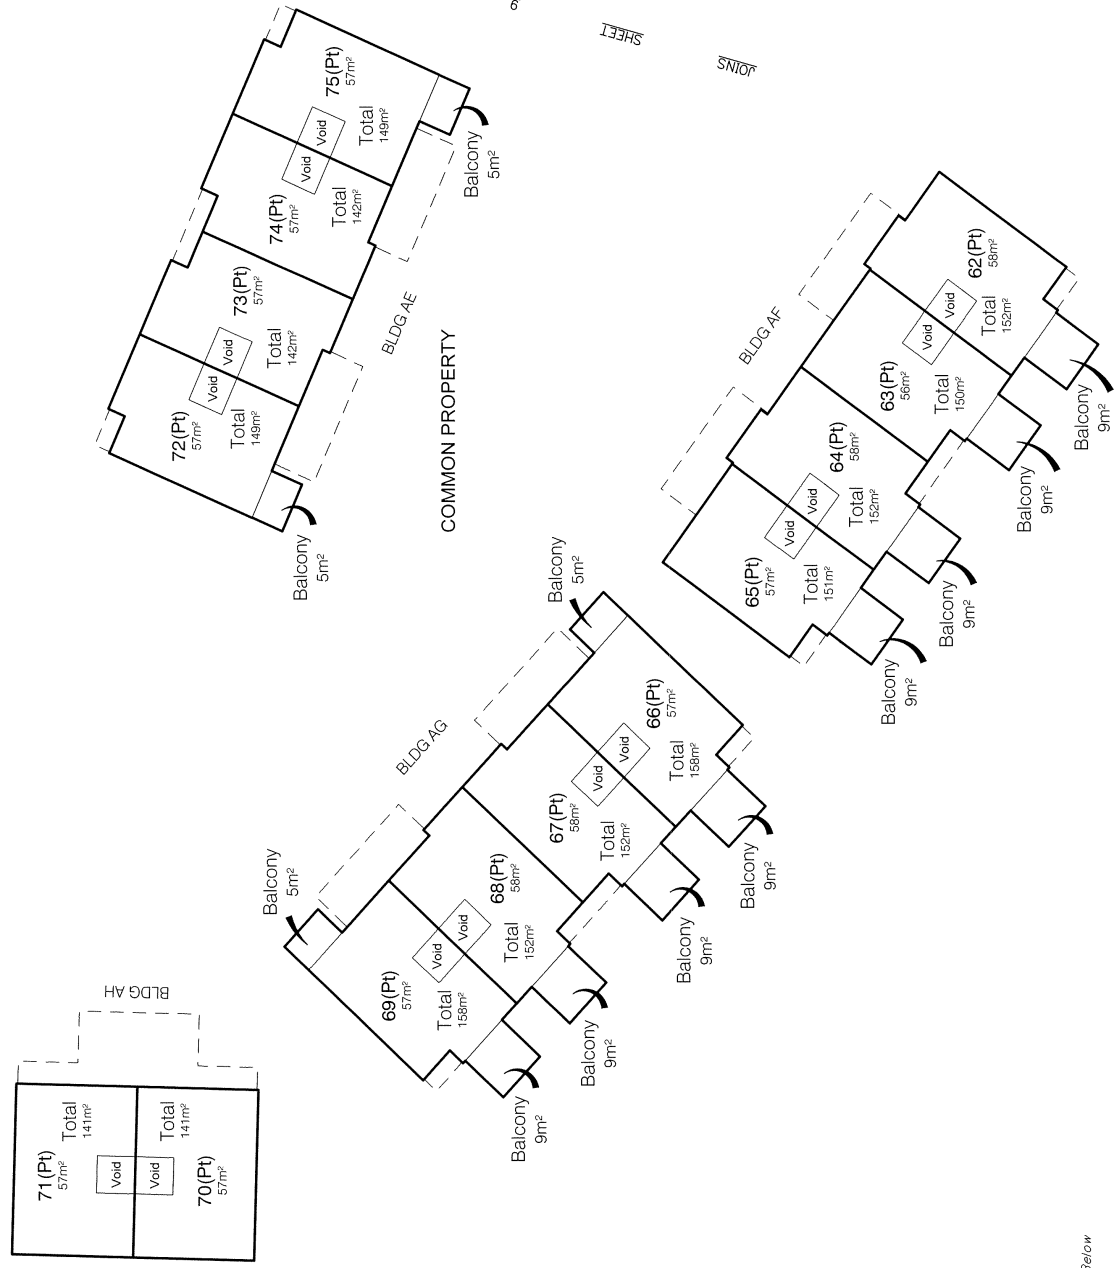 6
SHEET
JOINS
75(Pt)
57m²
Void
Total
149m²
Balcony
5m²
74(Pt)
57m²
Void
Total
142m²
73(Pt)
57m²
Void
Total
142m²
72(Pt)
57m²
Void
Total
149m²
Balcony
5m²
BLDG AE
COMMON PROPERTY
BLDG AF
62(Pt)
58m²
Void
Total
152m²
Balcony
9m²
63(Pt)
56m²
Void
Total
150m²
Balcony
9m²
64(Pt)
58m²
Void
Total
152m²
Balcony
9m²
65(Pt)
57m²
Void
Total
151m²
Balcony
9m²
BLDG AG
Balcony
5m²
66(Pt)
57m²
Void
Total
158m²
Balcony
9m²
67(Pt)
58m²
Void
Total
152m²
Balcony
9m²
68(Pt)
58m²
Void
Total
152m²
Balcony
9m²
Balcony
5m²
69(Pt)
57m²
Void
Total
158m²
Balcony
9m²
BLDG AH
71(Pt)
57m²
Void
Total
141m²
70(Pt)
57m²
Void
Total
141m²
Below